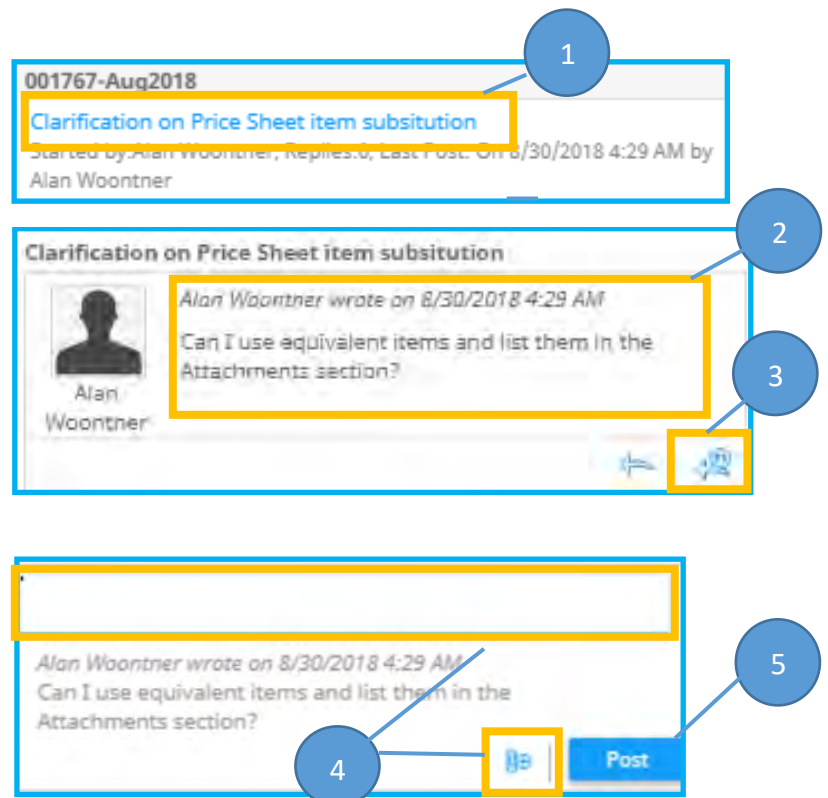 1
001767-Aug2018
Clarification on Price Sheet item subsitution
Started by:Alan Woontner, Replies:0, Last Post: On 8/30/2018 4:29 AM by
Alan Woontner
2
Clarification on Price Sheet item subsitution
Alan Woontner wrote on 8/30/2018 4:29 AM
Can I use equivalent items and list them in the
Attachments section?
Alan
Woontner
3
Alan Woontner wrote on 8/30/2018 4:29 AM
Can I use equivalent items and list them in the
Attachments section?
4
Post
5